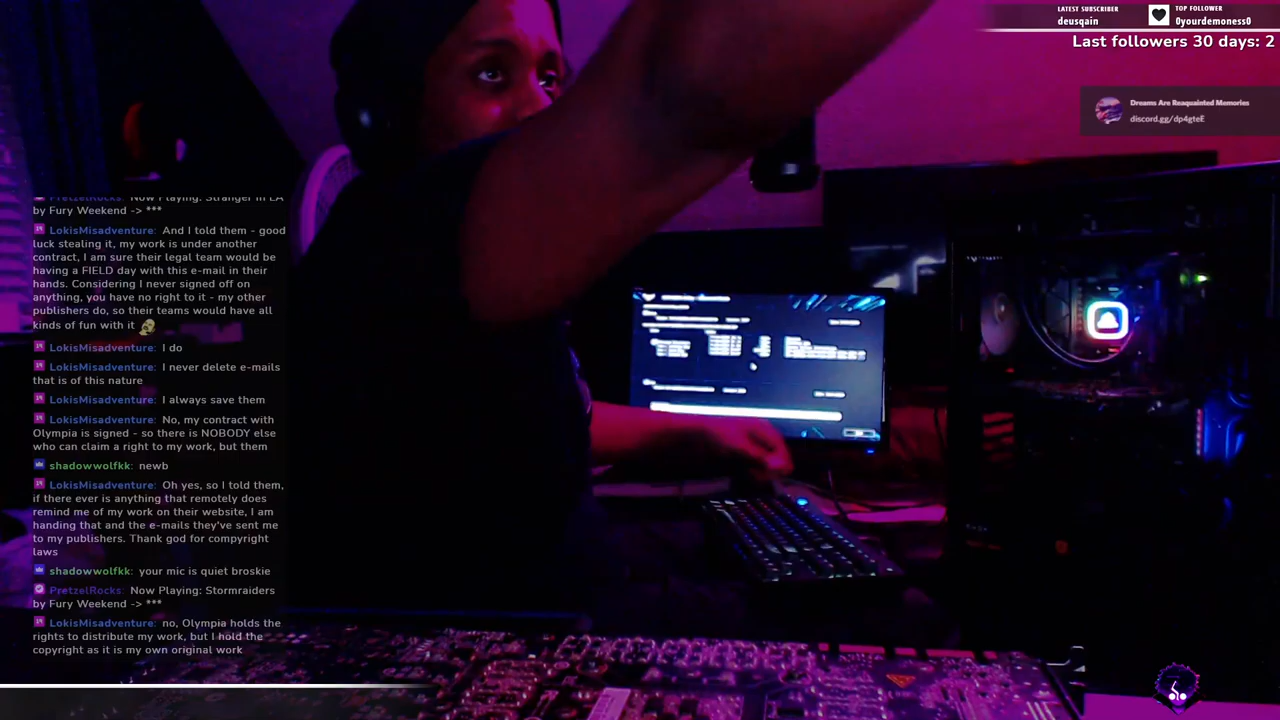 LATEST SUBSCRIBER
deusqain
TOP FOLLOWER
0yourdemoness0
Last followers 30 days: 2
Dreams Are Reaquainted Memories
discord.gg/dp4gteE
PretzelRocks: Now Playing: Stranger in LA
by Fury Weekend -> ***
LokisMisadventure: And I told them - good
luck stealing it, my work is under another
contract, I am sure their legal team would be
having a FIELD day with this e-mail in their
hands. Considering I never signed off on
anything, you have no right to it - my other
publishers do, so their teams would have all
kinds of fun with it
LokisMisadventure: I do
LokisMisadventure: I never delete e-mails
that is of this nature
LokisMisadventure: I always save them
LokisMisadventure: No, my contract with
Olympia is signed - so there is NOBODY else
who can claim a right to my work, but them
shadowwolfkk: newb
LokisMisadventure: Oh yes, so I told them,
if there ever is anything that remotely does
remind me of my work on their website, I am
handing that and the e-mails they've sent me
to my publishers. Thank god for compyright
laws
shadowwolfkk: your mic is quiet broskie
PretzelRocks: Now Playing: Stormraiders
by Fury Weekend -> ***
LokisMisadventure: no, Olympia holds the
rights to distribute my work, but I hold the
copyright as it is my own original work